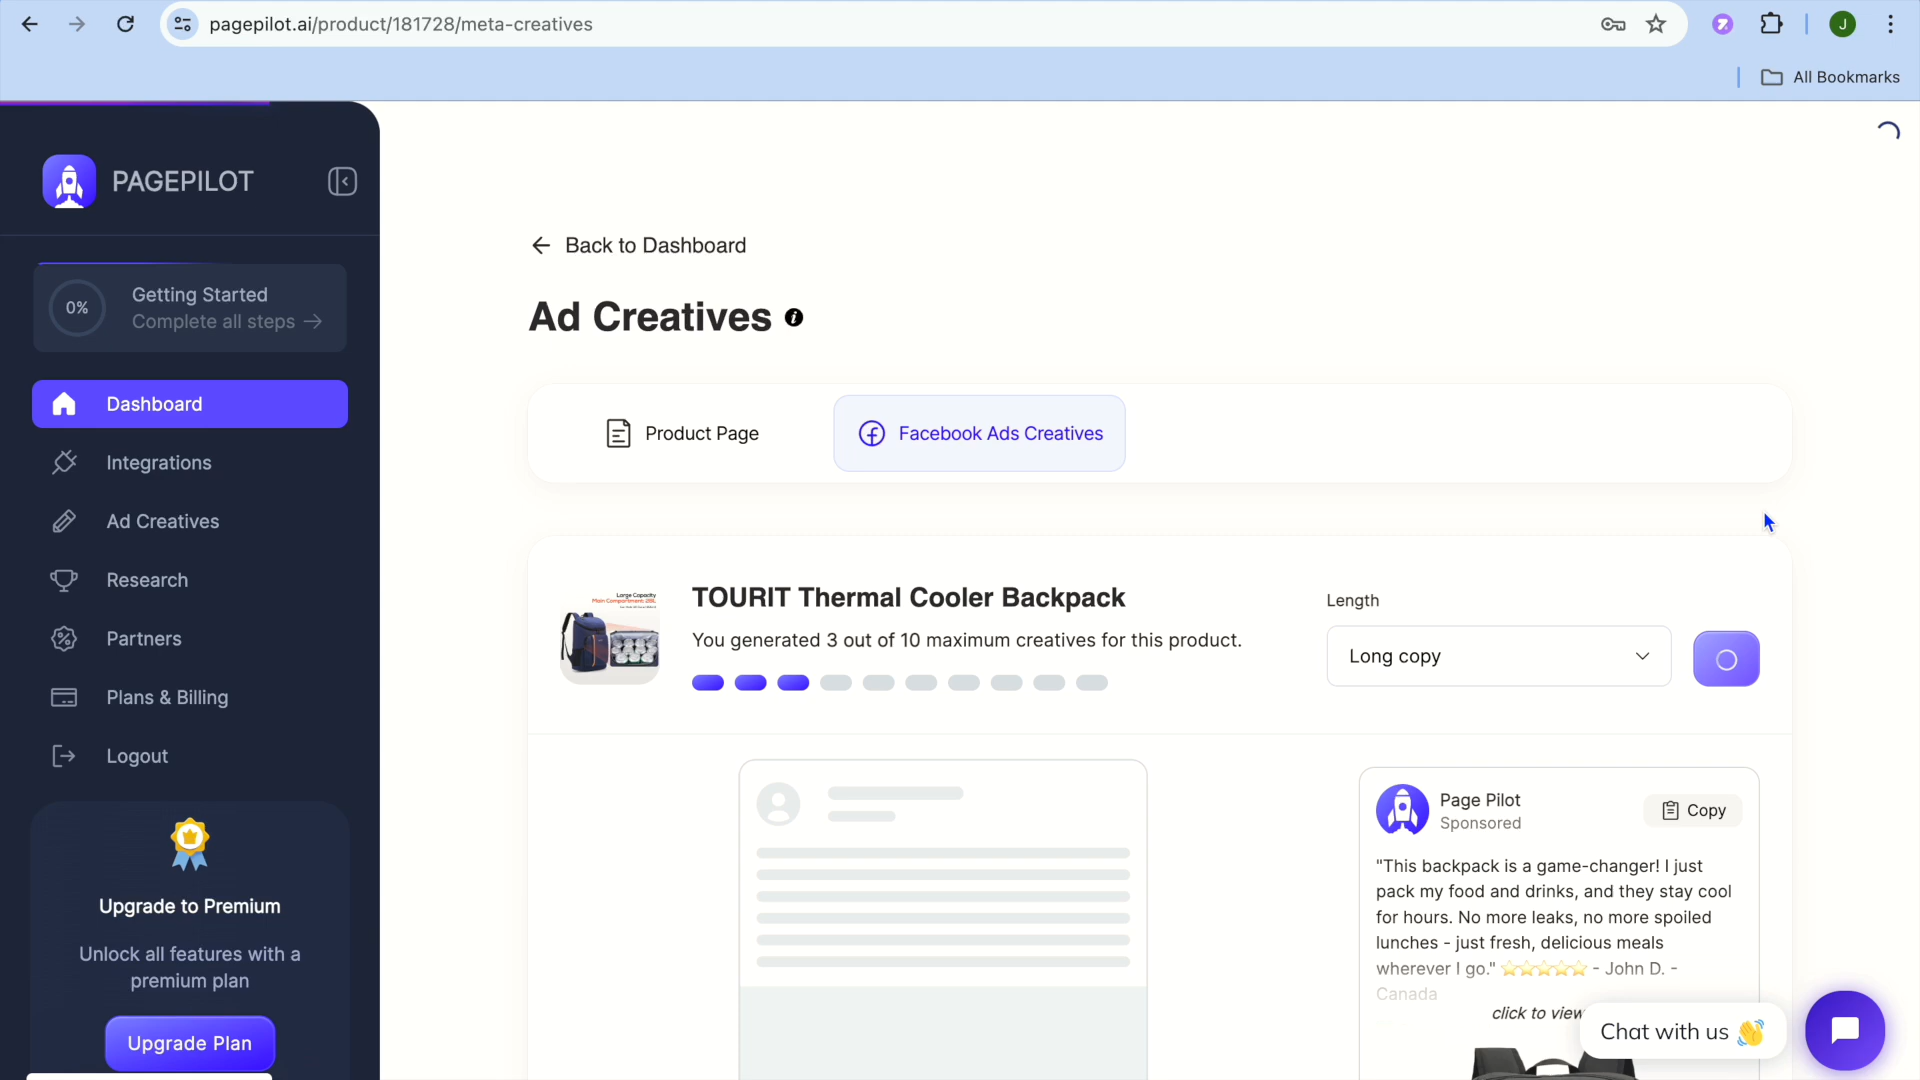 pagepilot.ai/product/181728/meta-creatives
J
All Bookmarks
PAGEPILOT
0%
Getting Started
Complete all steps →
Dashboard
Integrations
Ad Creatives
Research
Partners
Plans & Billing
Logout
Upgrade to Premium
Unlock all features with a
premium plan
Upgrade Plan
← Back to Dashboard
Ad Creatives
Product Page
Facebook Ads Creatives
Large Capacity
Main Compartment: 28L
TOURIT Thermal Cooler Backpack
You generated 3 out of 10 maximum creatives for this product.
Length
Long copy
Page Pilot
Sponsored
Copy
"This backpack is a game-changer! I just
pack my food and drinks, and they stay cool
for hours. No more leaks, no more spoiled
lunches - just fresh, delicious meals
wherever I go." ⭐⭐⭐⭐⭐ - John D. -
Canada
click to view
Chat with us 👋